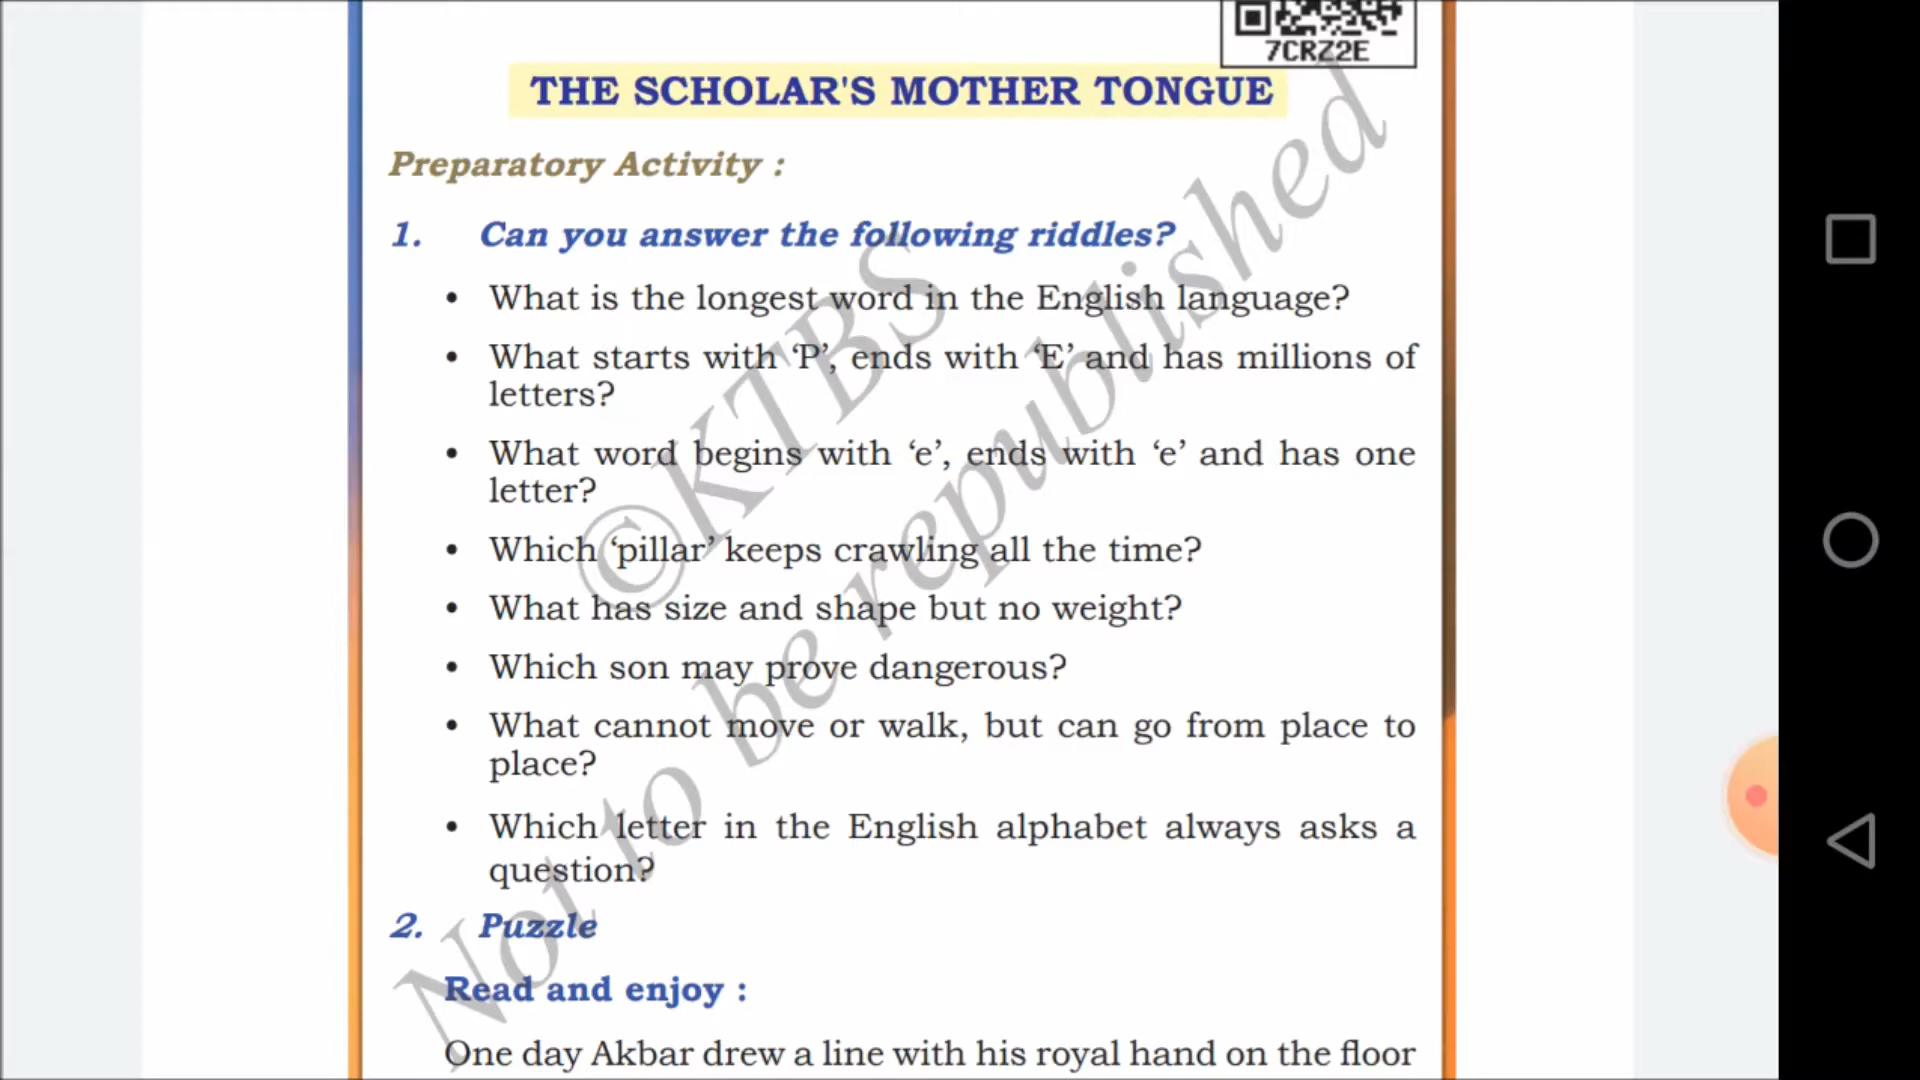 7CRZ2E
THE SCHOLAR'S MOTHER TONGUE
Preparatory Activity :
1. Can you answer the following riddles?
• What is the longest word in the English language?
• What starts with ‘P’, ends with ‘E’ and has millions of
letters?
• What word begins with ‘e’, ends with ‘e’ and has one
letter?
• Which ‘pillar’ keeps crawling all the time?
• What has size and shape but no weight?
• Which son may prove dangerous?
• What cannot move or walk, but can go from place to
place?
• Which letter in the English alphabet always asks a
question?
2. Puzzle
Read and enjoy :
One day Akbar drew a line with his royal hand on the floor
©KTBS
Not to be republished